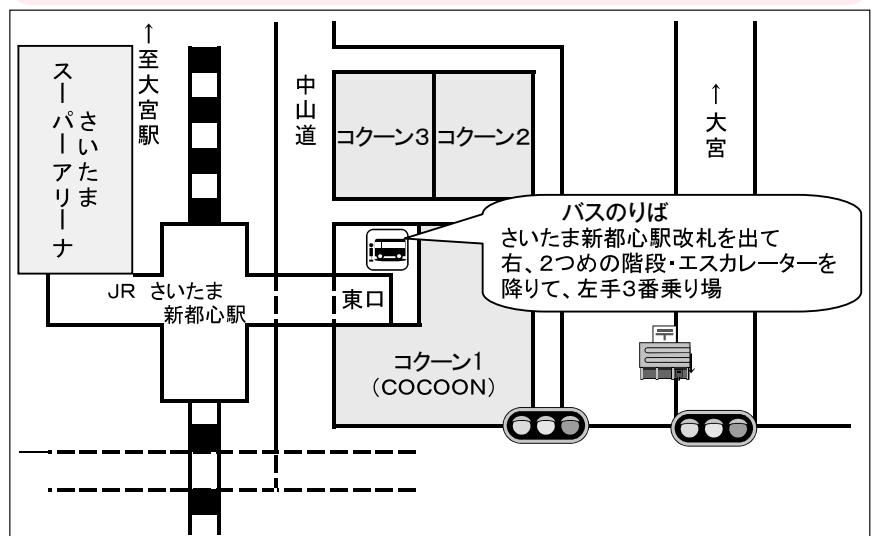 ↑至大宮駅
さいたま
スーパーアリーナ
中山道
コクーン3
コクーン2
↑大宮
バスのりば
さいたま新都心駅改札を出て
右、2つめの階段・エスカレーターを
降りて、左手3番乗り場
JR さいたま
新都心駅
東口
コクーン1
(COCOON)
〒